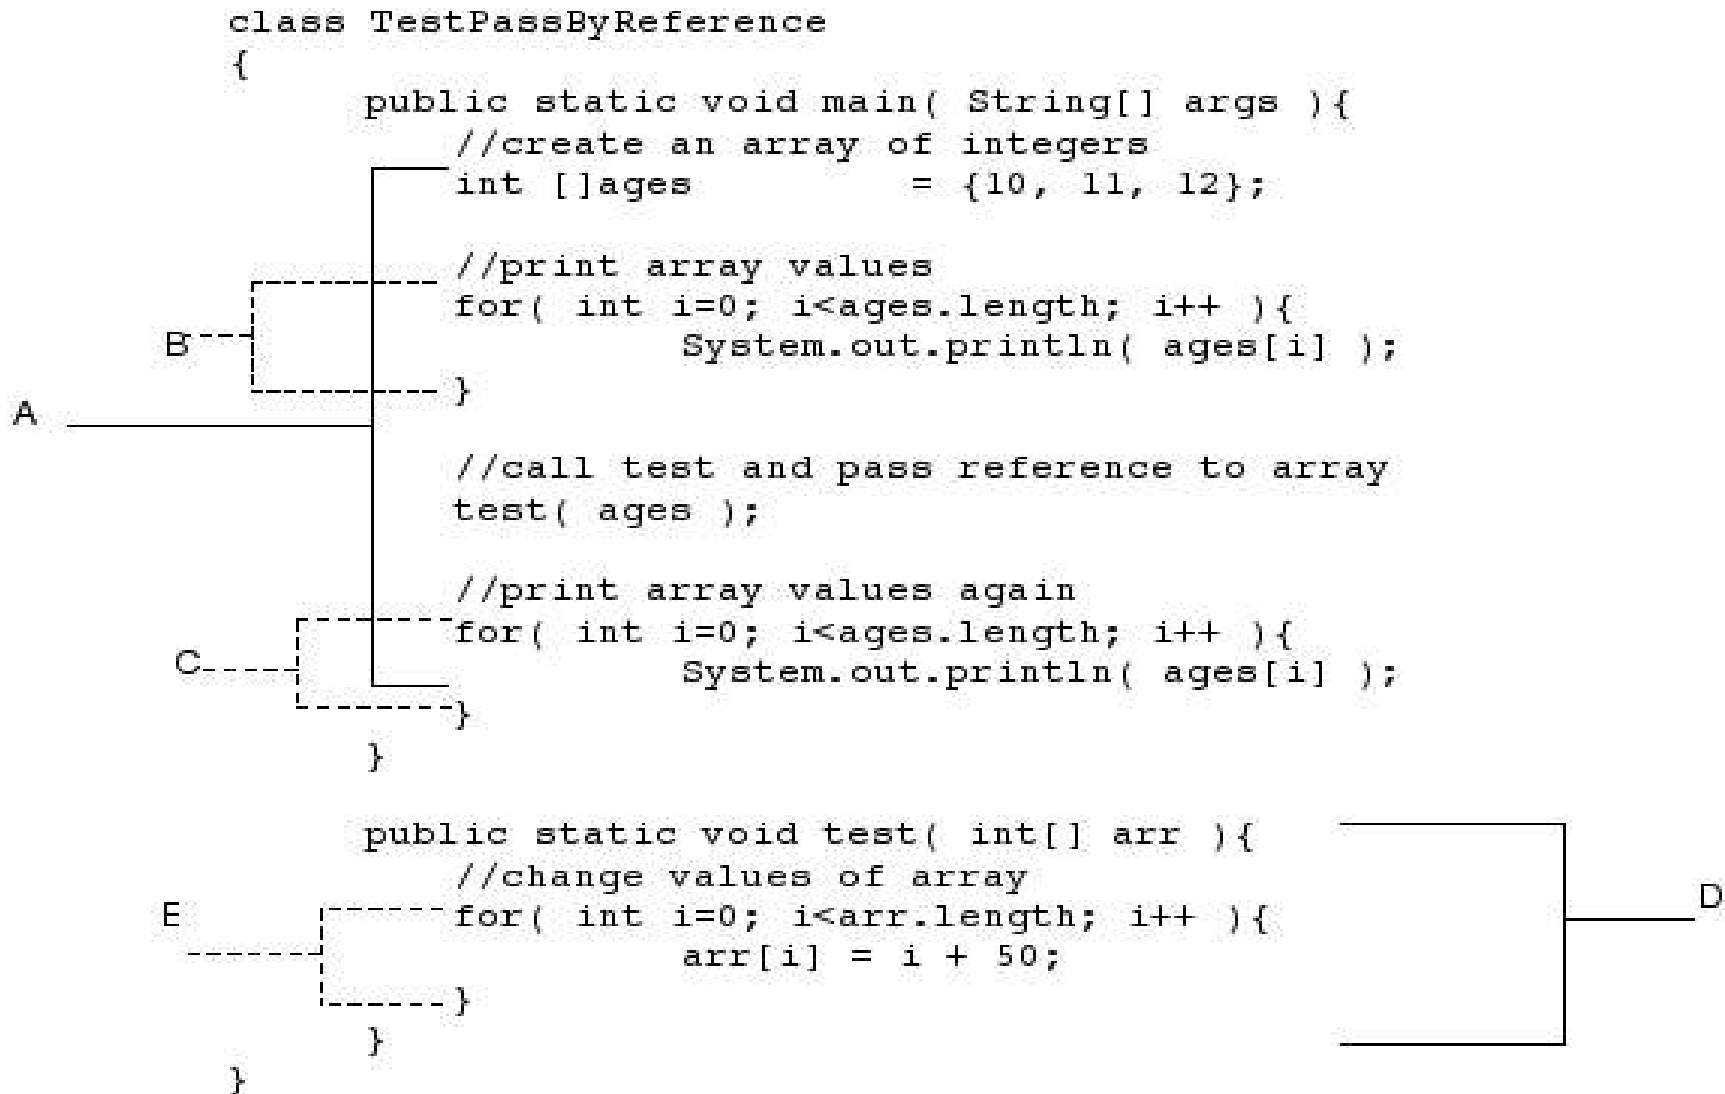 class TestPassByReference
{
public static void main( String[] args ){
//create an array of integers
int []ages = {10, 11, 12};
//print array values
for( int i=0; i<ages.length; i++ ){
B
System.out.println( ages[i] );
}
A
//call test and pass reference to array
test( ages );
//print array values again
for( int i=0; i<ages.length; i++ ){
C
System.out.println( ages[i] );
}
}
public static void test( int[] arr ){
//change values of array
D
E
for( int i=0; i<arr.length; i++ ){
arr[i] = i + 50;
}
}
}